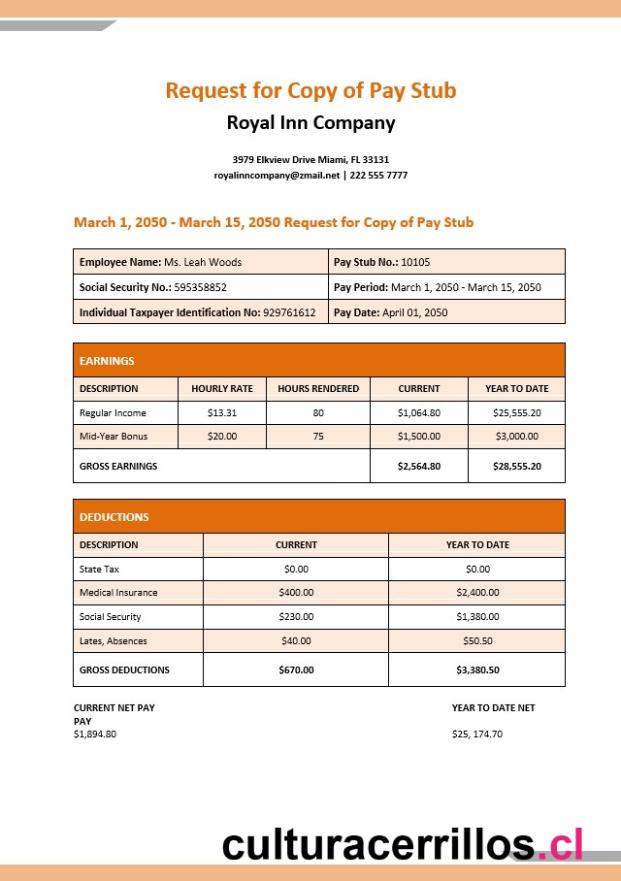 Request for Copy of Pay Stub
Royal Inn Company
3979 Elkview Drive Miami, FL 33131
royalinncompany@zmail.net | 222 555 7777
March 1, 2050 - March 15, 2050 Request for Copy of Pay Stub
Employee Name: Ms. Leah Woods Pay Stub No.: 10105
Social Security No.: 595358852 Pay Period: March 1, 2050 - March 15, 2050
Individual Taxpayer Identification No: 929761612 Pay Date: April 01, 2050
EARNINGS
DESCRIPTION HOURLY RATE HOURS RENDERED CURRENT YEAR TO DATE
Regular Income $13.31 80 $1,064.80 $25,555.20
Mid-Year Bonus $20.00 75 $1,500.00 $3,000.00
GROSS EARNINGS $2,564.80 $28,555.20
DEDUCTIONS
DESCRIPTION CURRENT YEAR TO DATE
State Tax $0.00 $0.00
Medical Insurance $400.00 $2,400.00
Social Security $230.00 $1,380.00
Lates, Absences $40.00 $50.50
GROSS DEDUCTIONS $670.00 $3,380.50
CURRENT NET PAY YEAR TO DATE NET
PAY
$1,894.80 $25, 174.70
culturacerrillos.cl